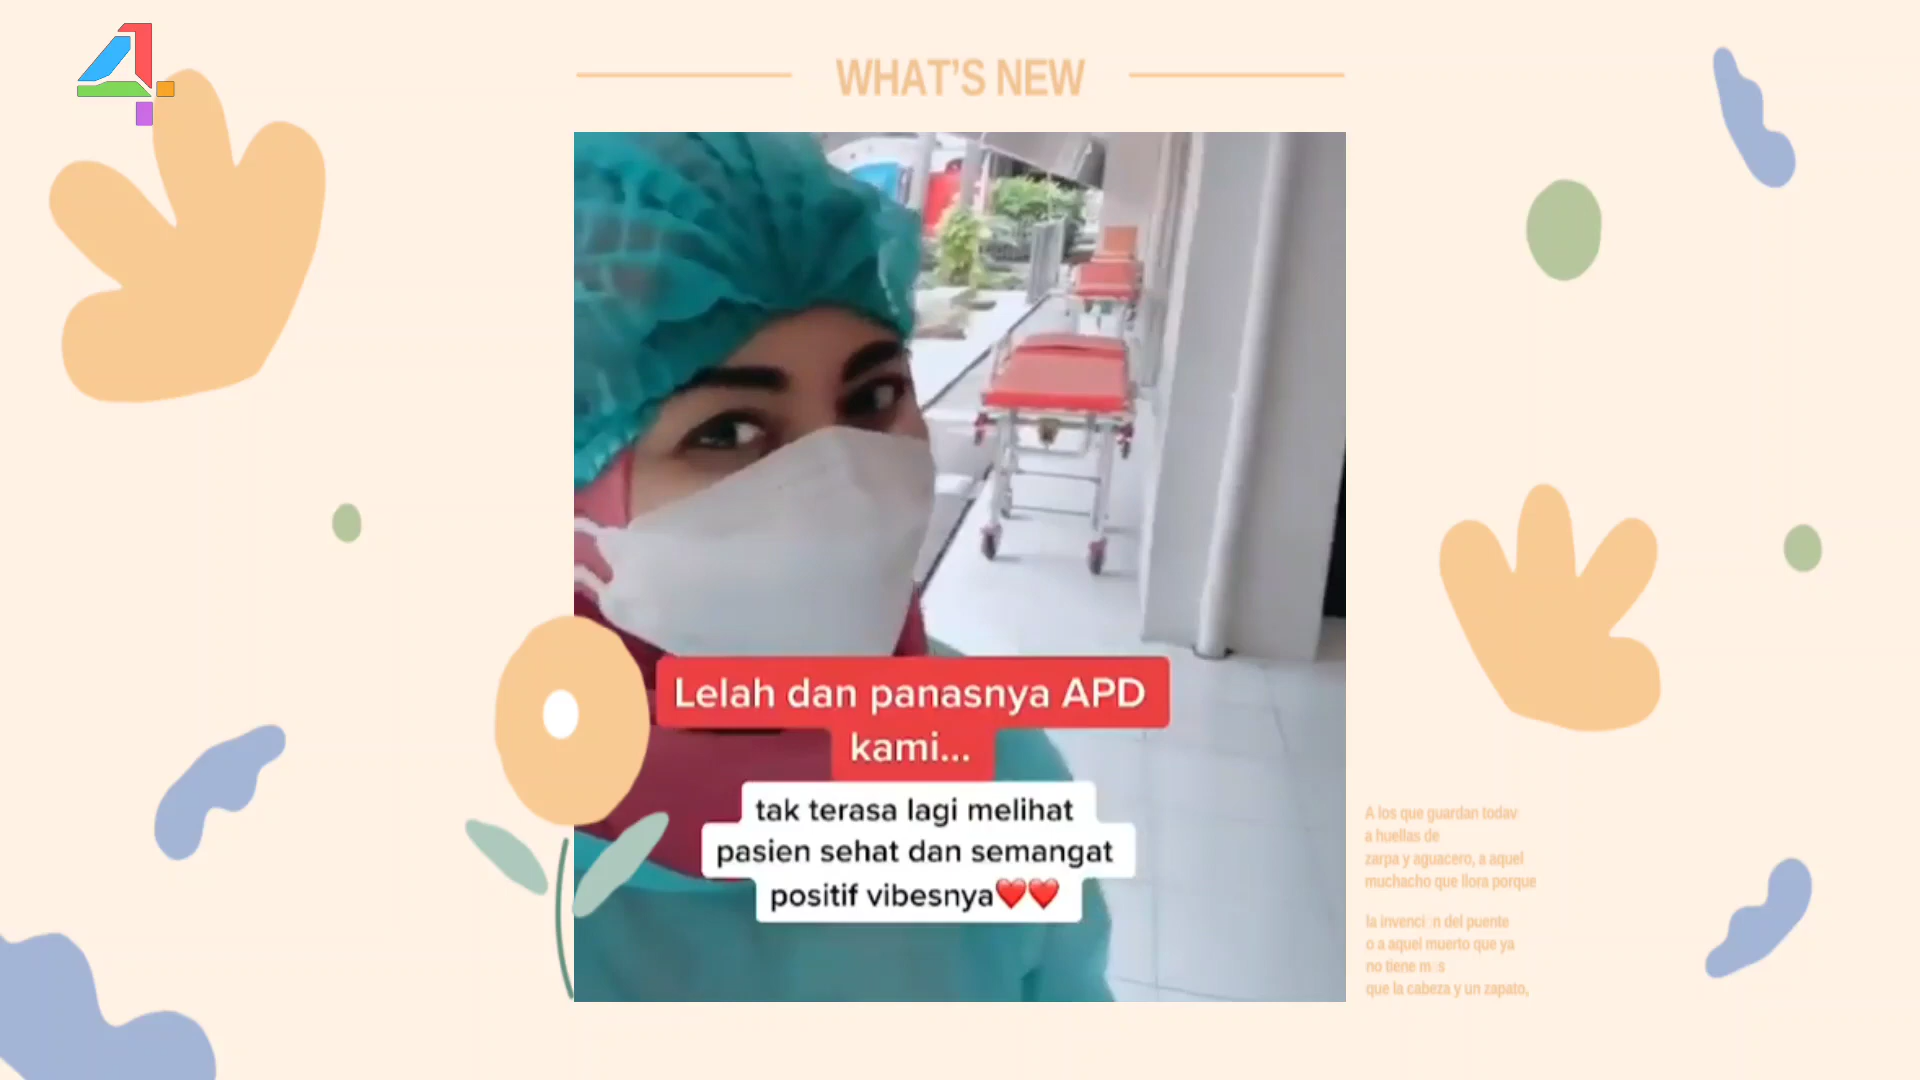 WHAT'S NEW
Lelah dan panasnya APD
kami...
tak terasa lagi melihat
pasien sehat dan semangat
positif vibesnya❤️❤️
A los que guardan todav
a huellas de
zarpa y aguacero, a aquel
muchacho que llora porque
la invenci n del puente
o a aquel muerto que ya
no tiene m s
que la cabeza y un zapato,